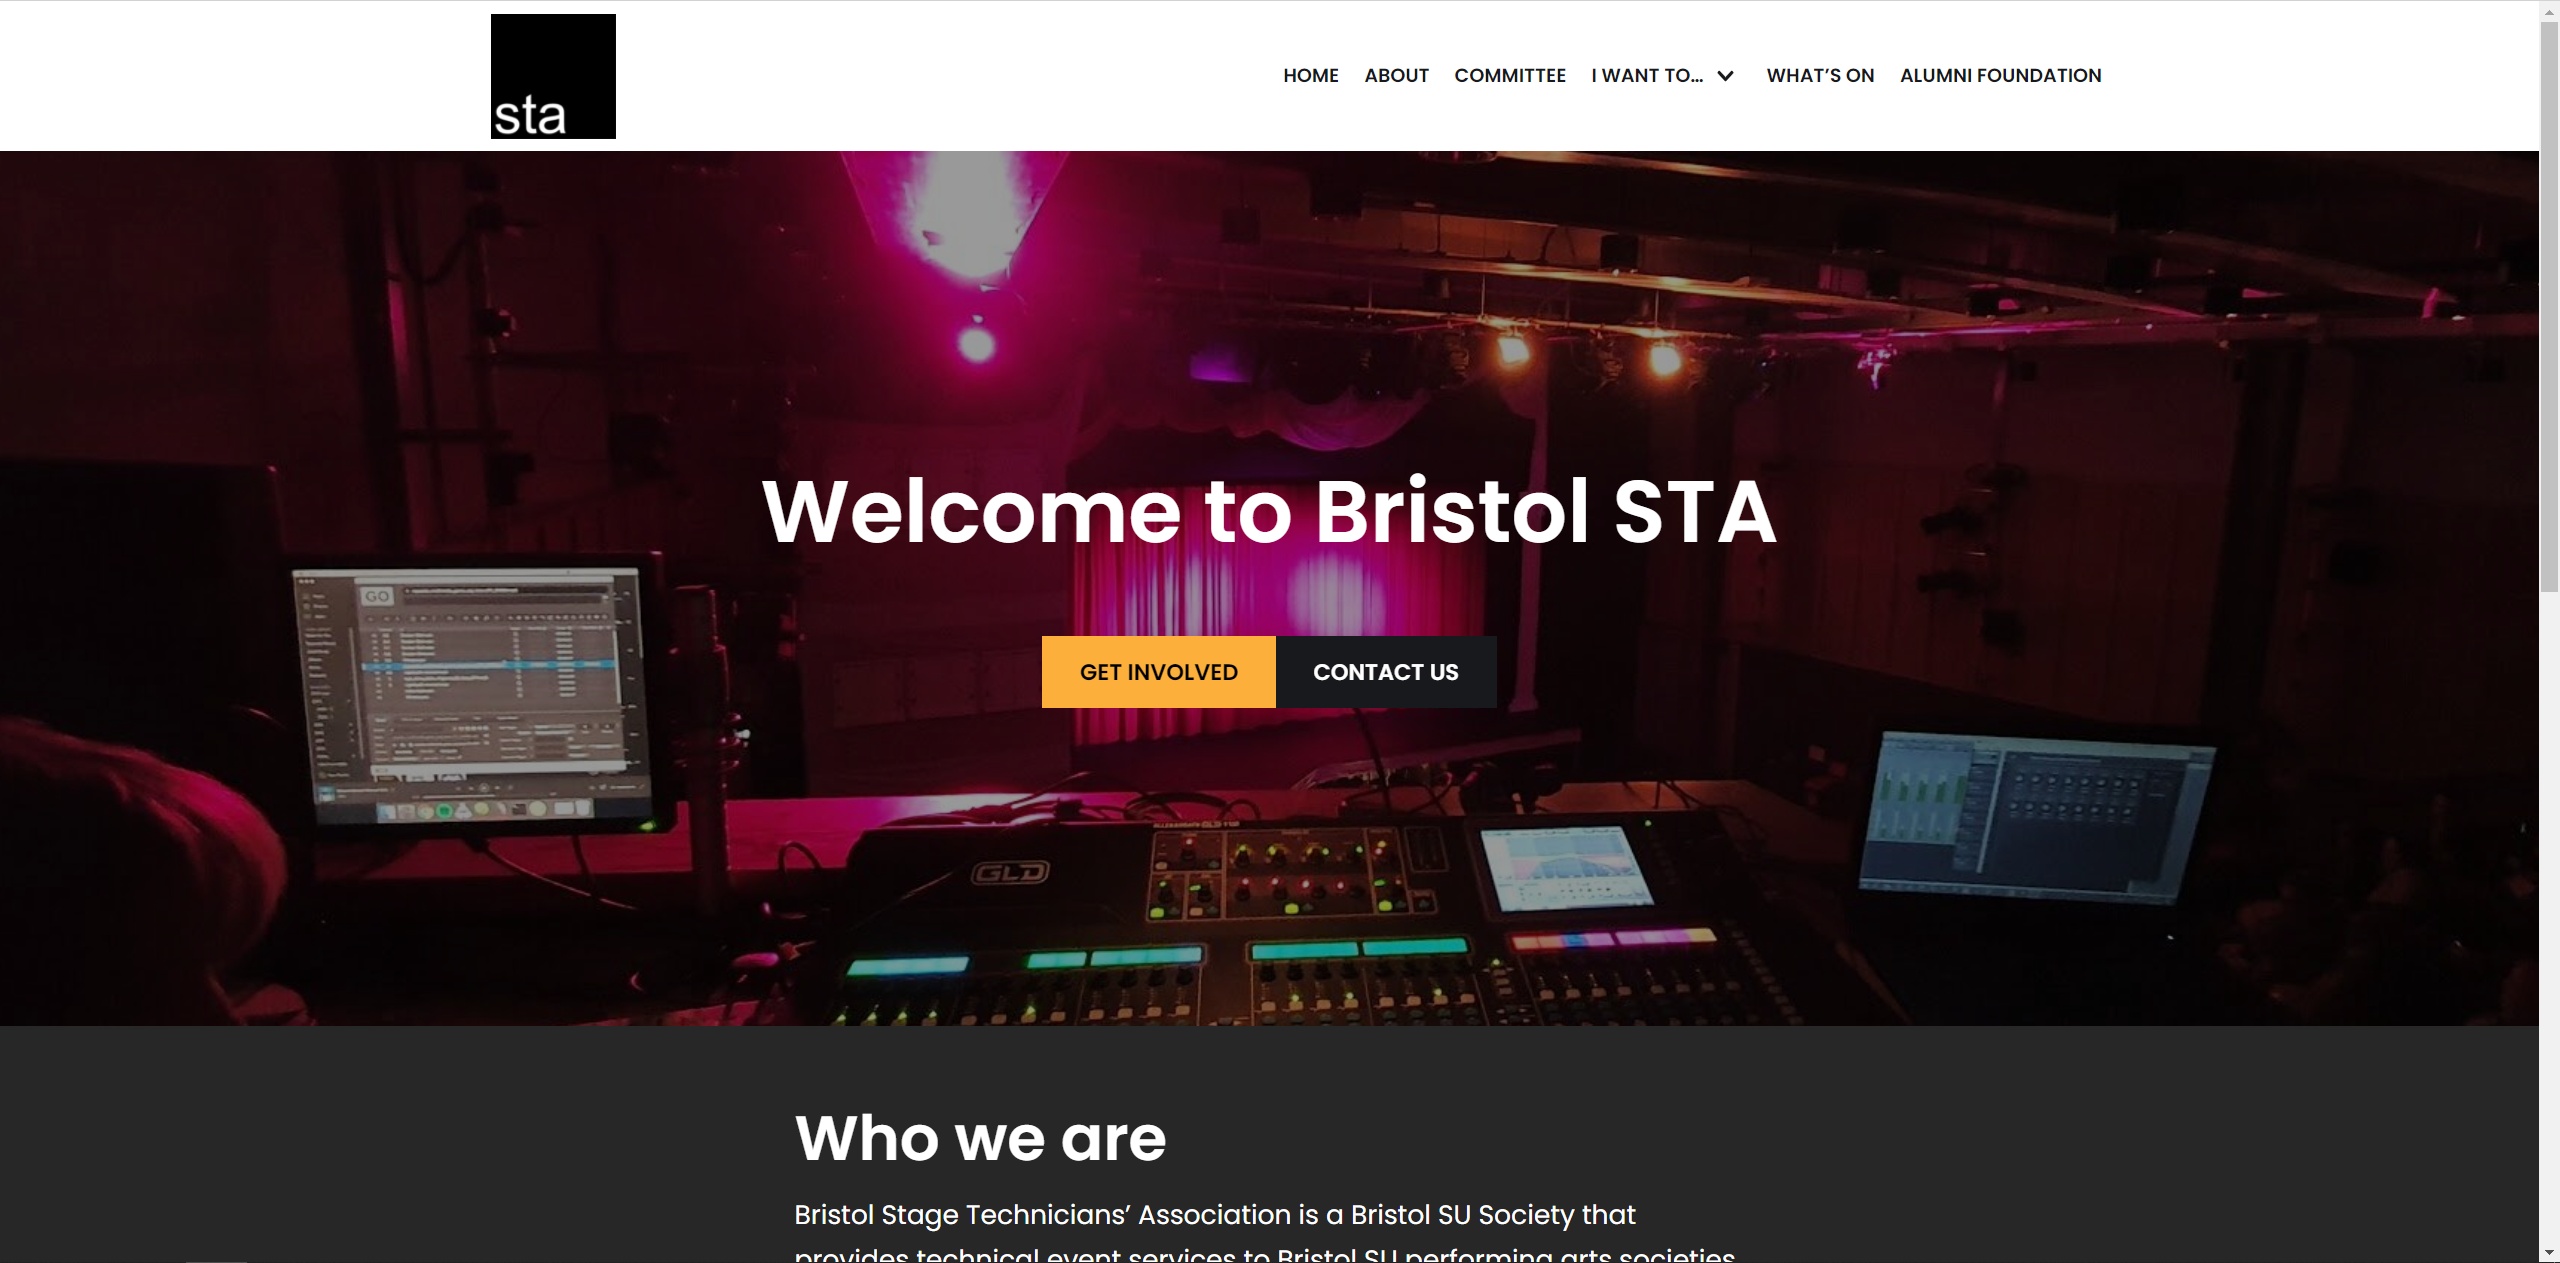 sta
HOME ABOUT COMMITTEE I WANT TO... WHAT’S ON ALUMNI FOUNDATION
Welcome to Bristol STA
GO
GET INVOLVED CONTACT US
GLD
Who we are
Bristol Stage Technicians’ Association is a Bristol SU Society that
provides technical event services to Bristol SU performing arts societies